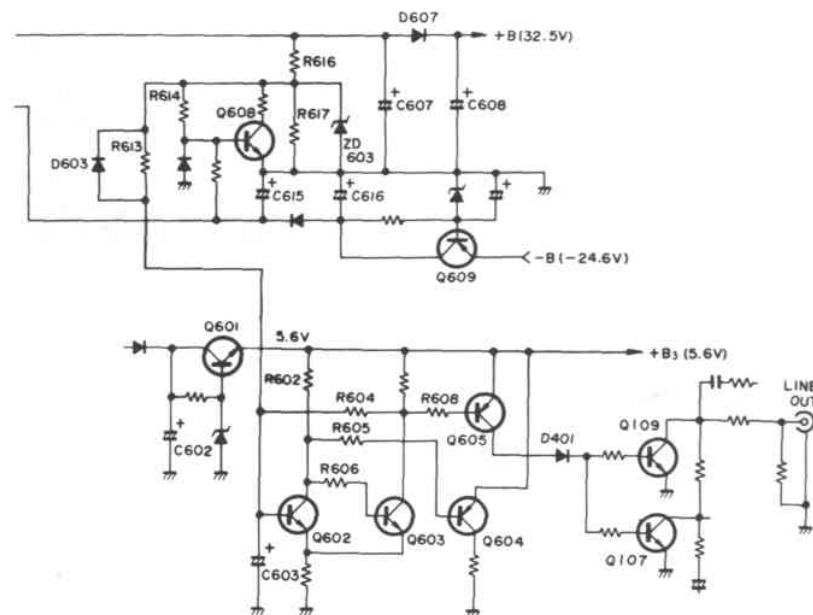 D607
+B(32.5V)
R616
R614
Q608
R617
C607
C608
ZD
603
D603
R613
C615
C616
Q609
-B(-24.6V)
Q601
5.6V
+B3(5.6V)
R602
R604
R608
LINE
OUT
R605
Q605
D401
Q109
C602
R606
Q602
Q603
Q604
Q107
C603